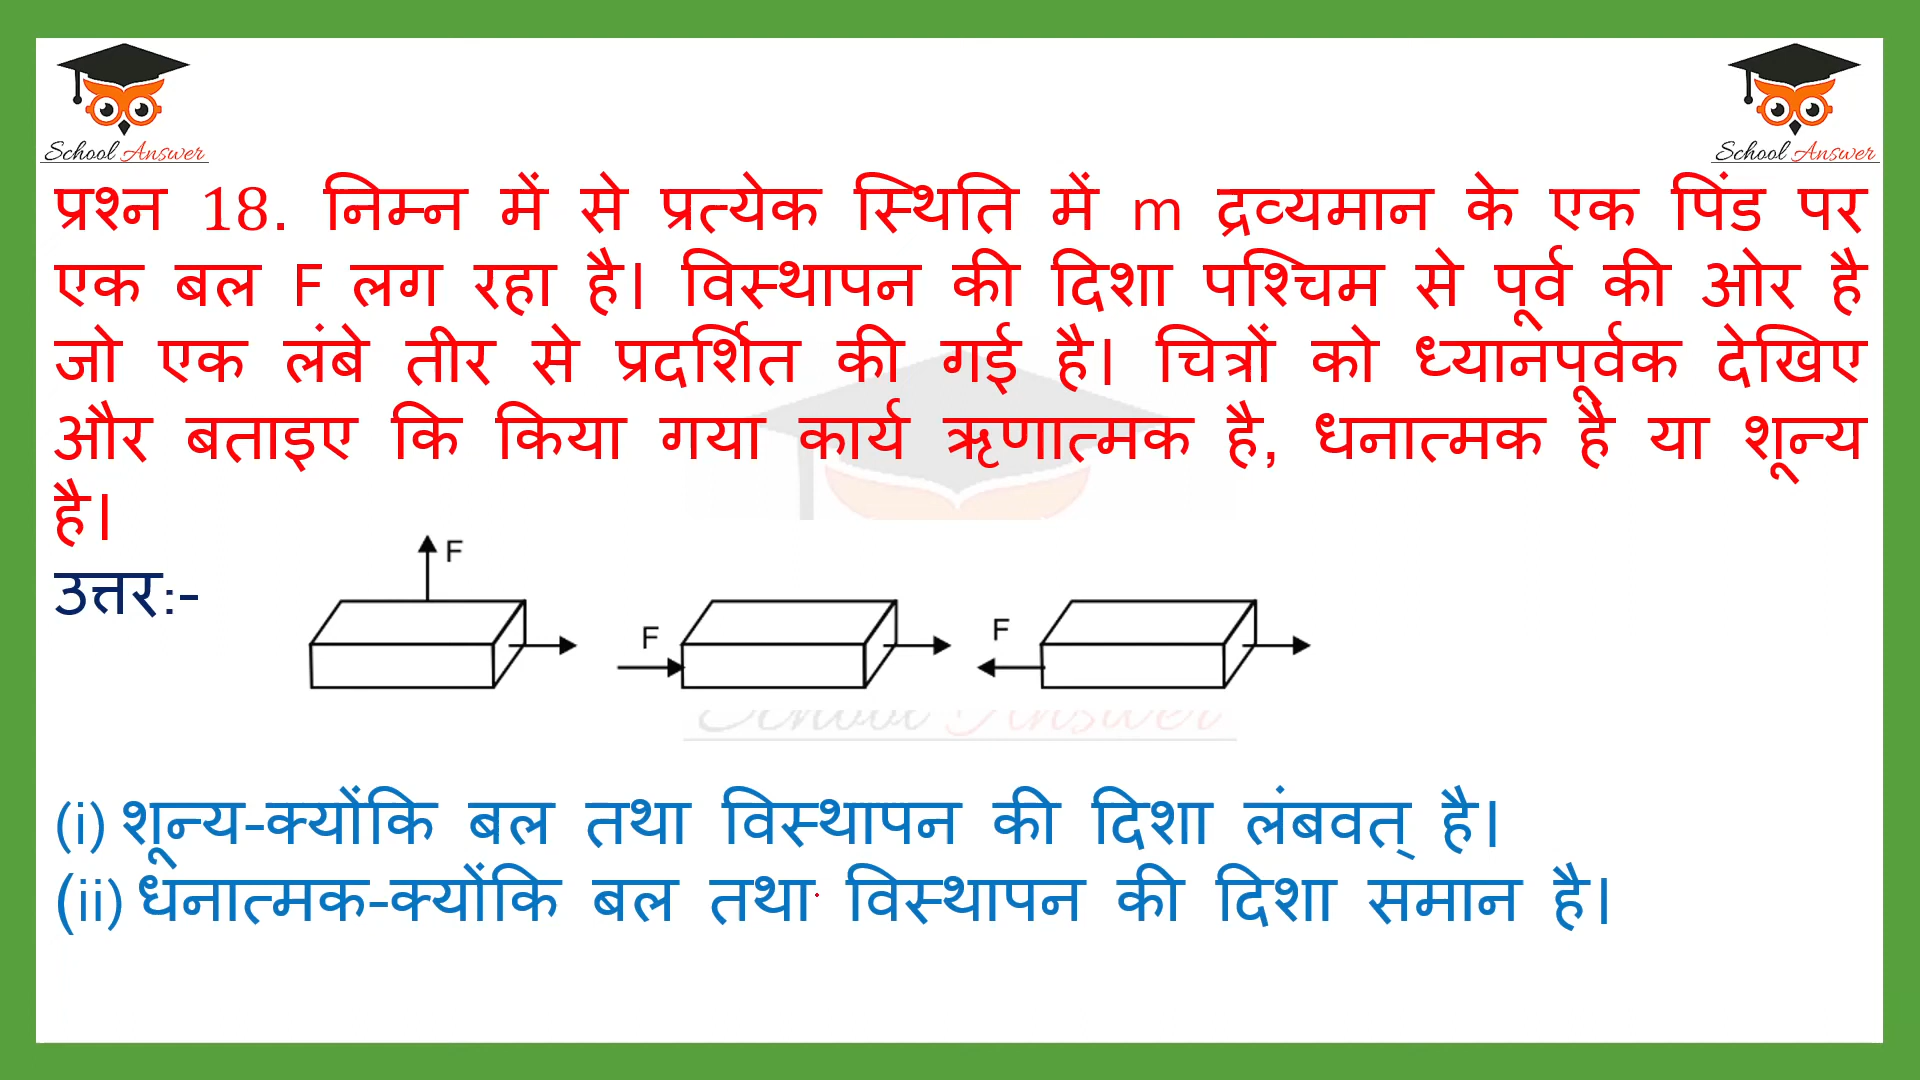 School Answer
School Answer
प्रश्न 18. निम्न में से प्रत्येक स्थिति में m द्रव्यमान के एक पिंड पर
एक बल F लग रहा है। विस्थापन की दिशा पश्चिम से पूर्व की ओर है
जो एक लंबे तीर से प्रदर्शित की गई है। चित्रों को ध्यानपूर्वक देखिए
और बताइए कि किया गया कार्य ऋणात्मक है, धनात्मक है या शून्य
है।
उत्तर:-
F
F
F
School Answer
(i) शून्य-क्योंकि बल तथा विस्थापन की दिशा लंबवत् है।
(ii) धनात्मक-क्योंकि बल तथा विस्थापन की दिशा समान है।